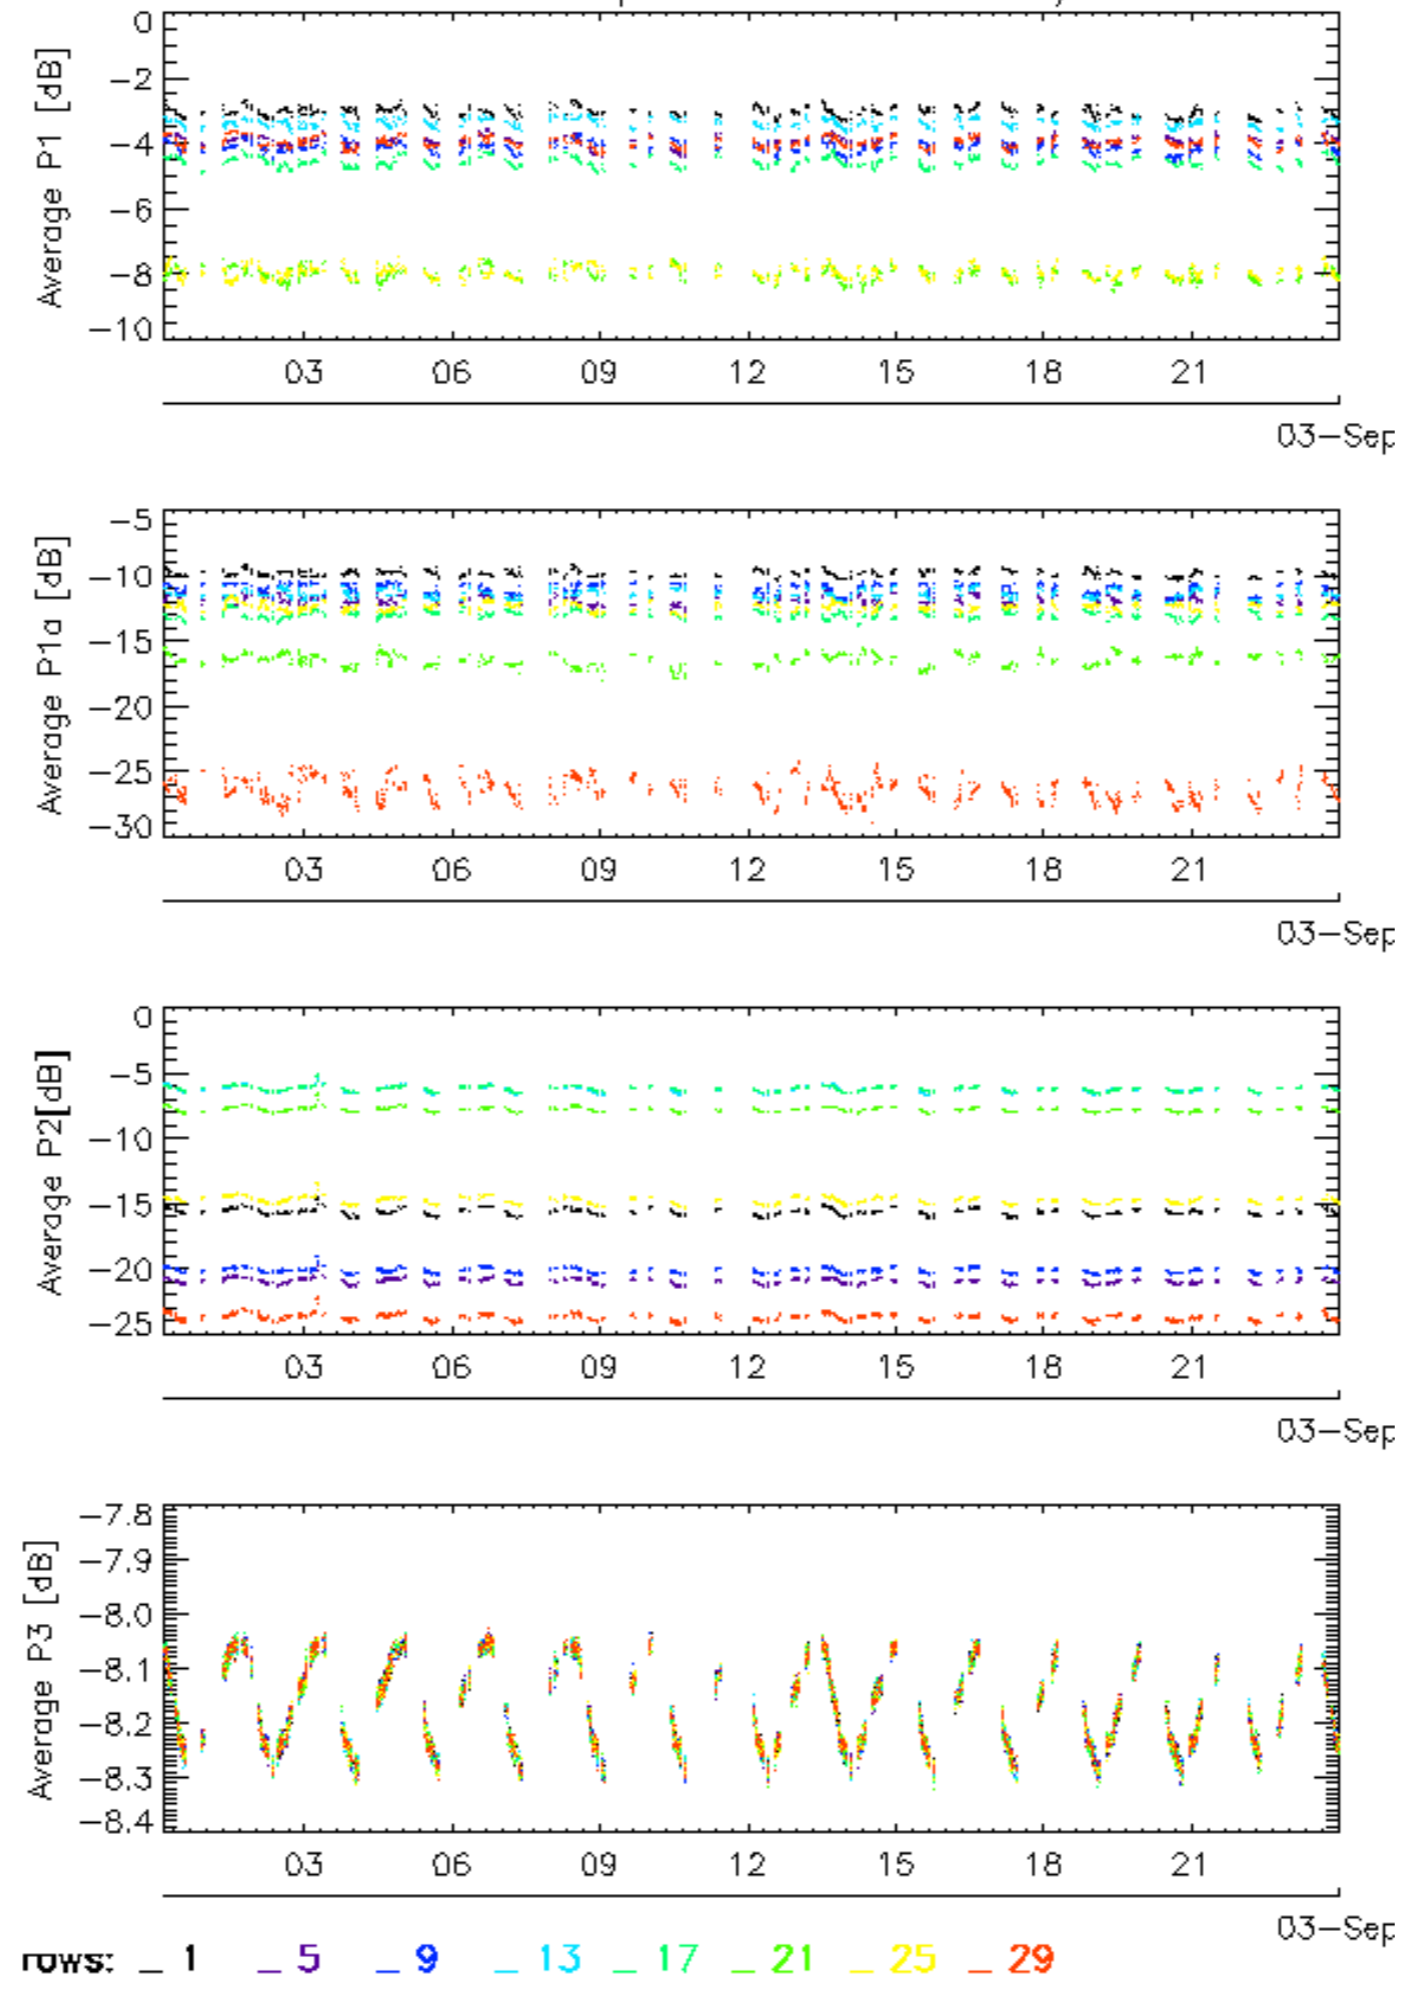 0
−2
−4
−6
−8
−10
Average P1 [dB]
03 06 09 12 15 18 21
03−Sep
−5
−10
−15
−20
−25
−30
Average P1a [dB]
03 06 09 12 15 18 21
03−Sep
0
−5
−10
−15
−20
−25
Average P2[dB]
03 06 09 12 15 18 21
03−Sep
−7.8
−7.9
−8.0
−8.1
−8.2
−8.3
−8.4
Average P3 [dB]
03 06 09 12 15 18 21
03−Sep
rows: _ 1 _ 5 _ 9 _ 13 _ 17 _ 21 _ 25 _ 29